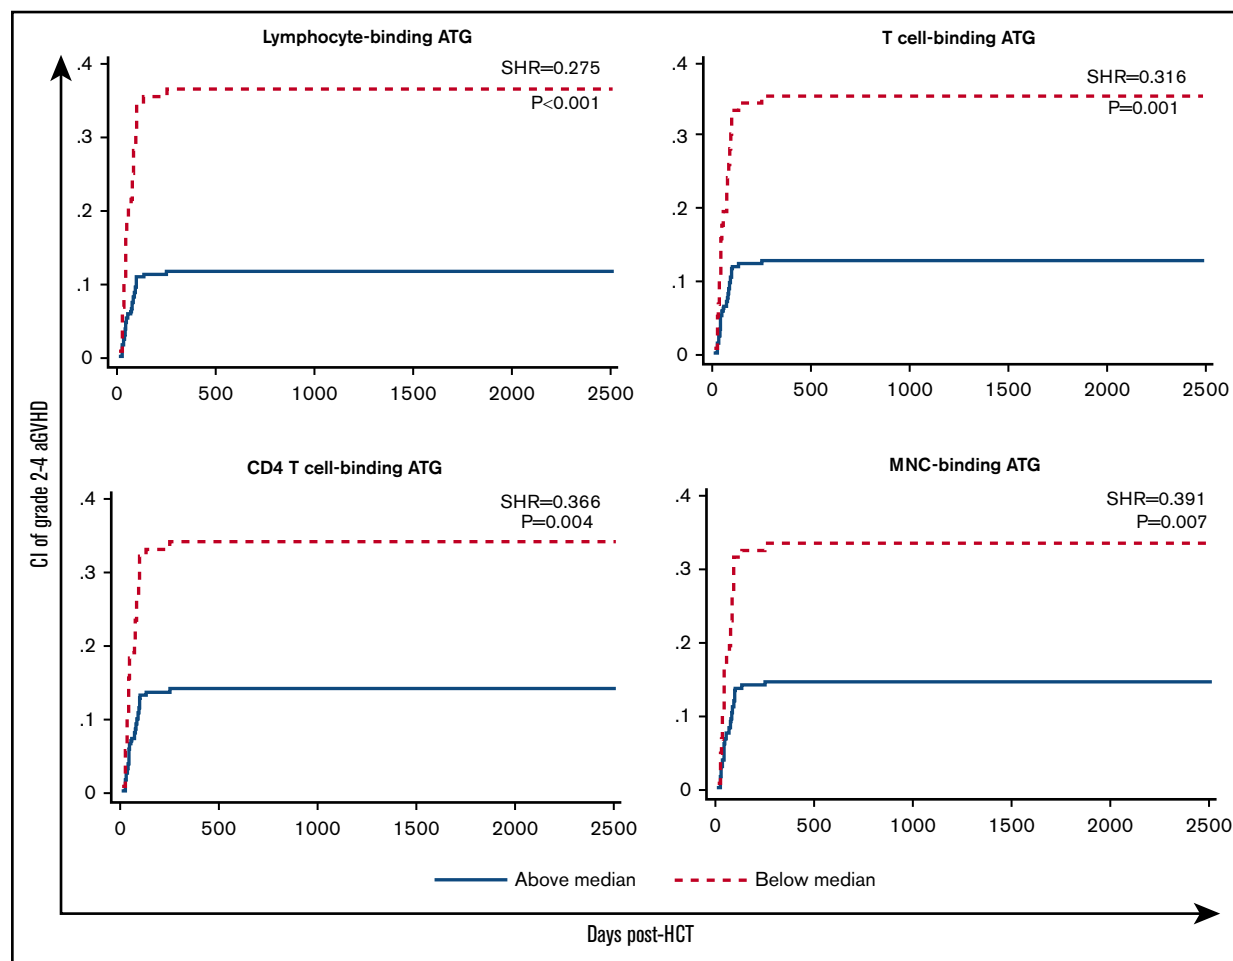 Lymphocyte-binding ATG
.4
.3
.2
.1
0
SHR=0.275
P<0.001
0 500 1000 1500 2000 2500
T cell-binding ATG
.4
.3
.2
.1
0
SHR=0.316
P=0.001
0 500 1000 1500 2000 2500
CI of grade 2-4 aGVHD
CD4 T cell-binding ATG
.4
.3
.2
.1
0
SHR=0.366
P=0.004
0 500 1000 1500 2000 2500
MNC-binding ATG
.4
.3
.2
.1
0
SHR=0.391
P=0.007
0 500 1000 1500 2000 2500
Above median Below median
Days post-HCT